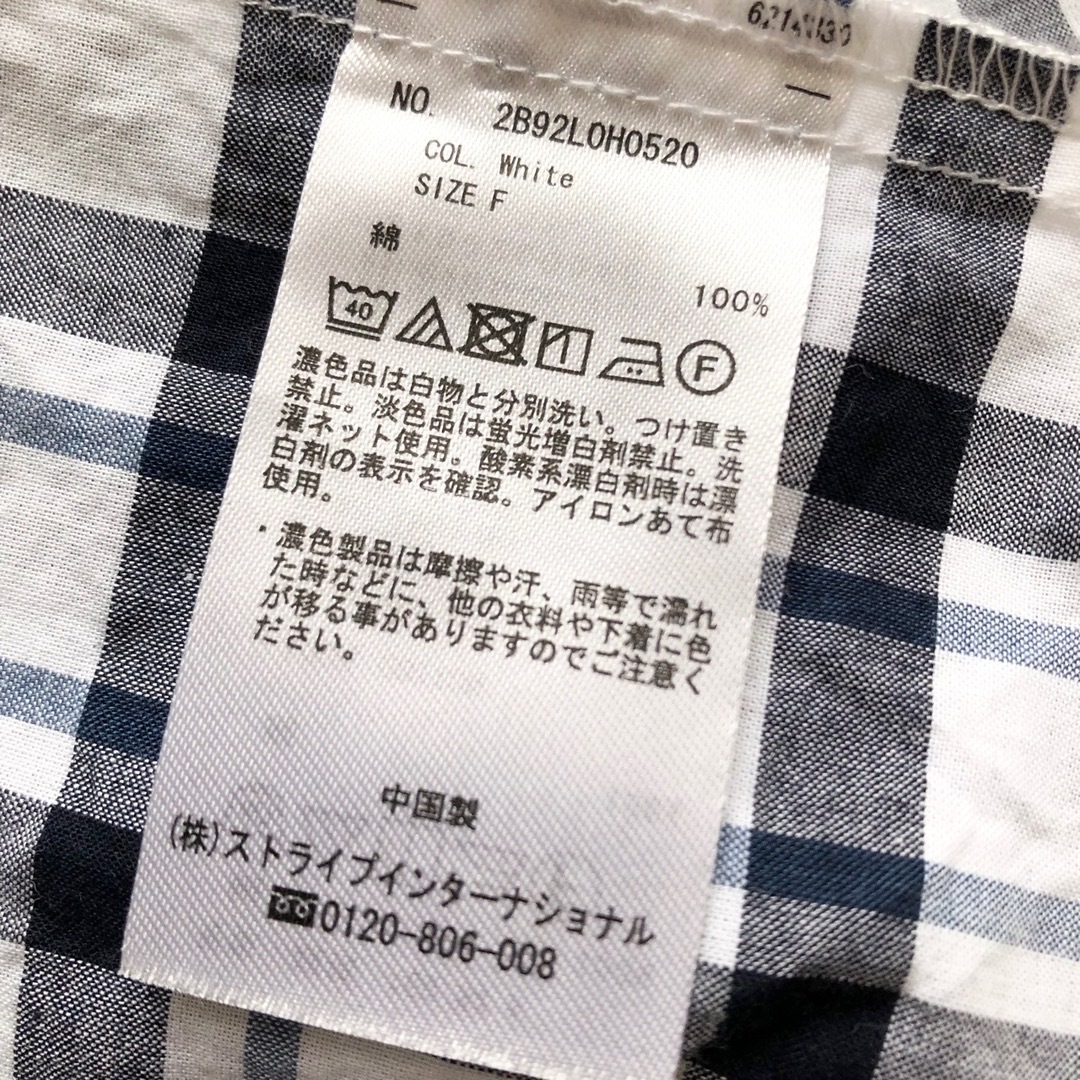 NO. 2B92L0H0520
COL. White
SIZE F
綿 100%
40 F
濃色品は白物と分別洗い。つけ置き
禁止。淡色品は蛍光増白剤禁止。洗
濯ネット使用。酸素系漂白剤時は漂
白剤の表示を確認。アイロンあて布
使用。
・濃色製品は摩擦や汗、雨等で濡れ
た時などに、他の衣料や下着に色
が移る事がありますのでご注意く
ださい。
中国製
(株)ストライプインターナショナル
0120-806-008